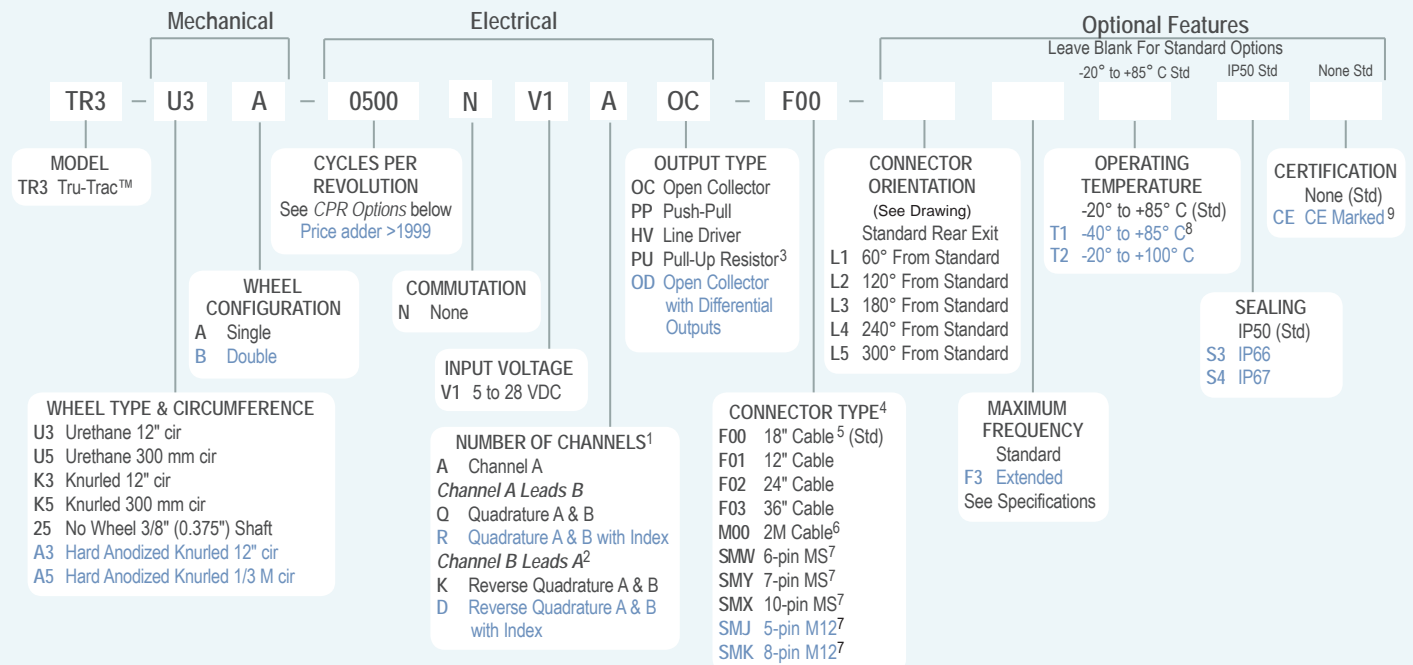 Mechanical
Electrical
Optional Features
Leave Blank For Standard Options
-20° to +85° C Std
IP50 Std
None Std
TR3 – U3 A – 0500 N V1 A OC – F00 –
MODEL
TR3 Tru-Trac™
CYCLES PER
REVOLUTION
See CPR Options below
Price adder >1999
OUTPUT TYPE
OC Open Collector
PP Push-Pull
HV Line Driver
PU Pull-Up Resistor3
OD Open Collector
with Differential
Outputs
CONNECTOR
ORIENTATION
(See Drawing)
Standard Rear Exit
L1 60° From Standard
L2 120° From Standard
L3 180° From Standard
L4 240° From Standard
L5 300° From Standard
OPERATING
TEMPERATURE
-20° to +85° C (Std)
T1 -40° to +85° C8
T2 -20° to +100° C
CERTIFICATION
None (Std)
CE CE Marked9
WHEEL
CONFIGURATION
A Single
B Double
COMMUTATION
N None
SEALING
IP50 (Std)
S3 IP66
S4 IP67
INPUT VOLTAGE
V1 5 to 28 VDC
WHEEL TYPE & CIRCUMFERENCE
U3 Urethane 12" cir
U5 Urethane 300 mm cir
K3 Knurled 12" cir
K5 Knurled 300 mm cir
25 No Wheel 3/8" (0.375") Shaft
A3 Hard Anodized Knurled 12" cir
A5 Hard Anodized Knurled 1/3 M cir
NUMBER OF CHANNELS1
A Channel A
Channel A Leads B
Q Quadrature A & B
R Quadrature A & B with Index
Channel B Leads A2
K Reverse Quadrature A & B
D Reverse Quadrature A & B
with Index
CONNECTOR TYPE4
F00 18" Cable5 (Std)
F01 12" Cable
F02 24" Cable
F03 36" Cable
M00 2M Cable6
SMW 6-pin MS7
SMY 7-pin MS7
SMX 10-pin MS7
SMJ 5-pin M127
SMK 8-pin M127
MAXIMUM
FREQUENCY
Standard
F3 Extended
See Specifications